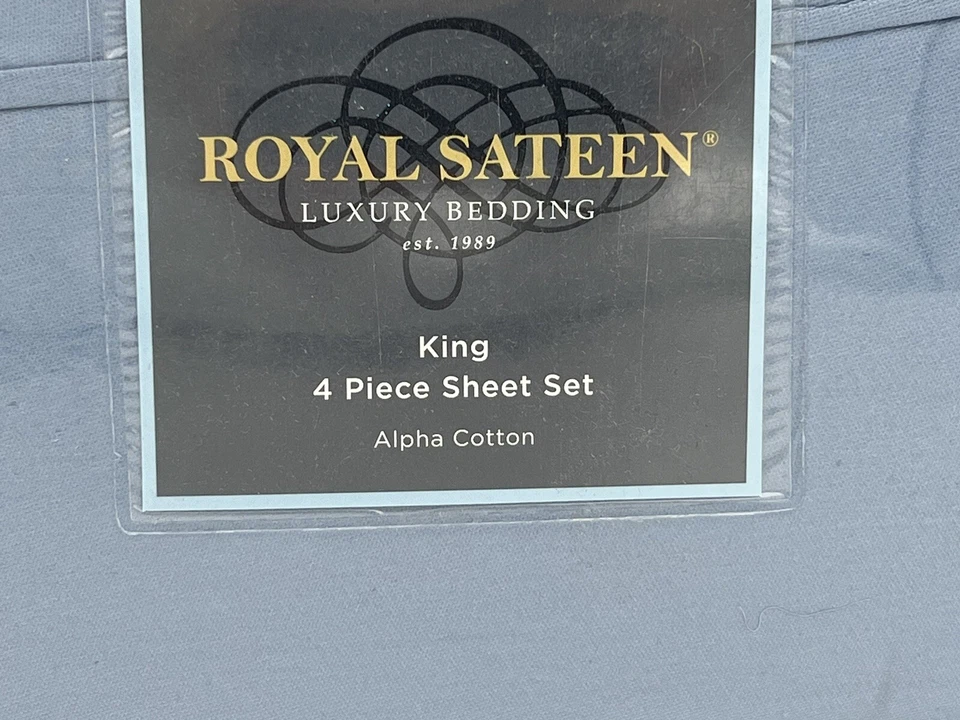 ROYAL SATEEN®
LUXURY BEDDING
est. 1989
King
4 Piece Sheet Set
Alpha Cotton